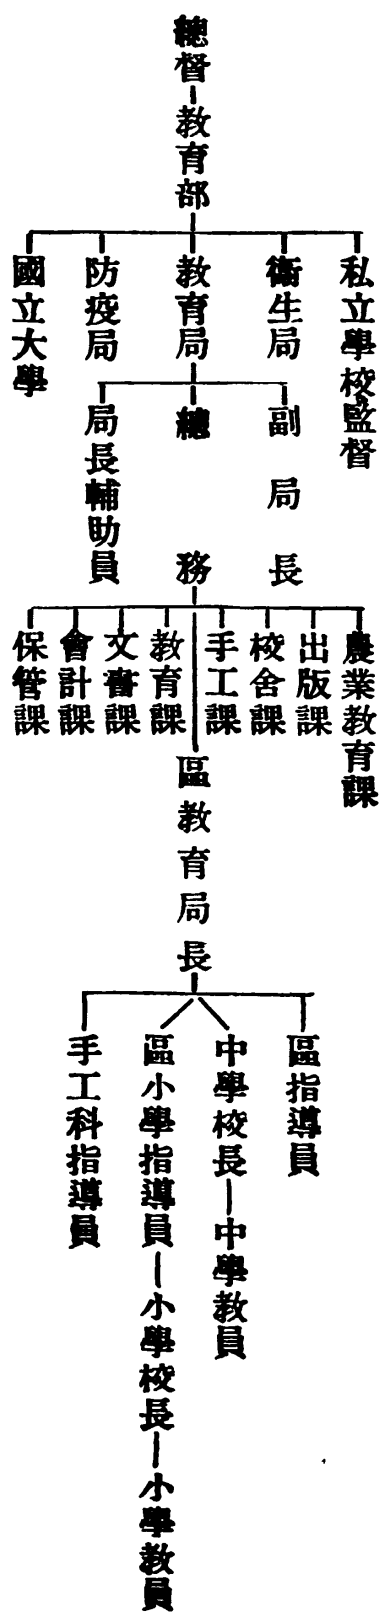 總督
教育部
私立學校監督
衞生局
教育局
防疫局
國立大學
副局長
總務
局長輔助員
農業教育課
出版課
校舍課
手工課
教育課
文書課
會計課
保管課
區教育局長
區指導員
中學校長
中學教員
區小學指導員
小學校長
小學教員
手工科指導員